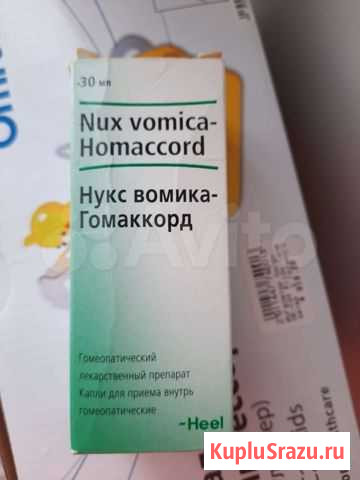 30 мл
Nux vomica-
Homaccord
Нукс вомика-
Гомаккорд
Avito
Гомеопатический
лекарственный препарат
Капли для приема внутрь
гомеопатические
-Heel
KupluSrazu.ru